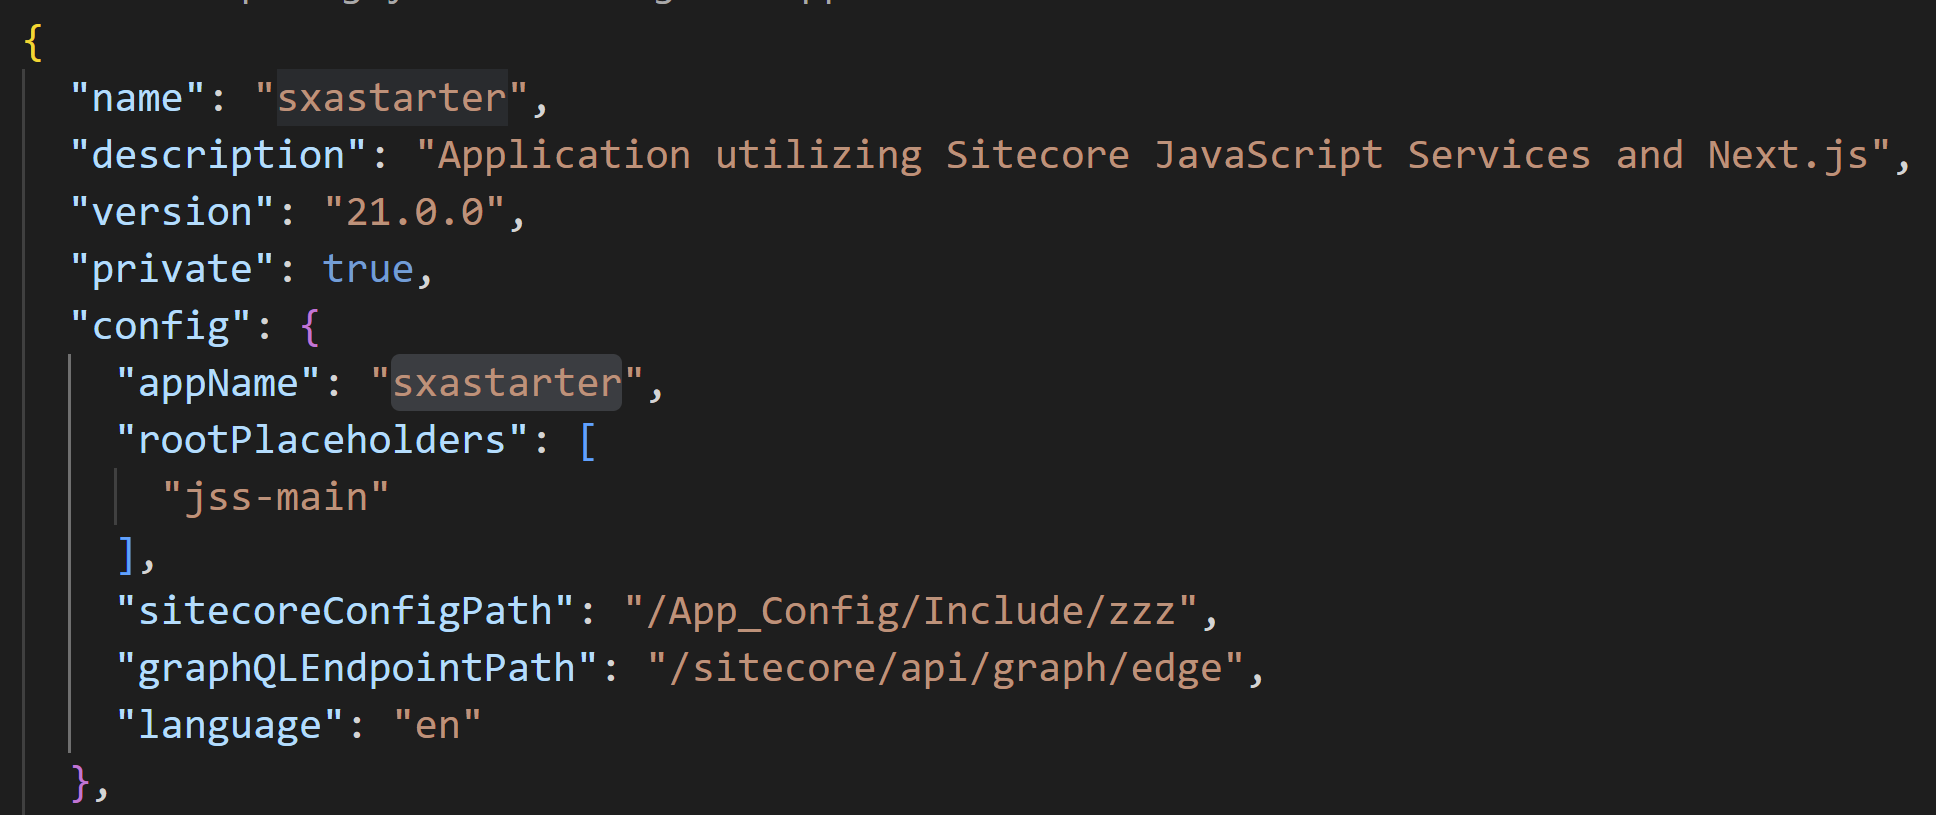 {
"name": "sxastarter",
"description": "Application utilizing Sitecore JavaScript Services and Next.js",
"version": "21.0.0",
"private": true,
"config": {
"appName": "sxastarter",
"rootPlaceholders": [
"jss-main"
],
"sitecoreConfigPath": "/App_Config/Include/zzz",
"graphQLEndpointPath": "/sitecore/api/graph/edge",
"language": "en"
},